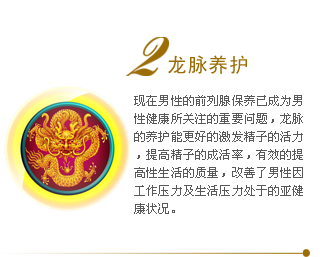 2 龙脉养护
现在男性的前列腺保养已成为男
性健康所关注的重要问题，龙脉
的养护能更好的激发精子的活力
，提高精子的成活率，有效的提
高性生活的质量，改善了男性因
工作压力及生活压力处于的亚健
康状况。